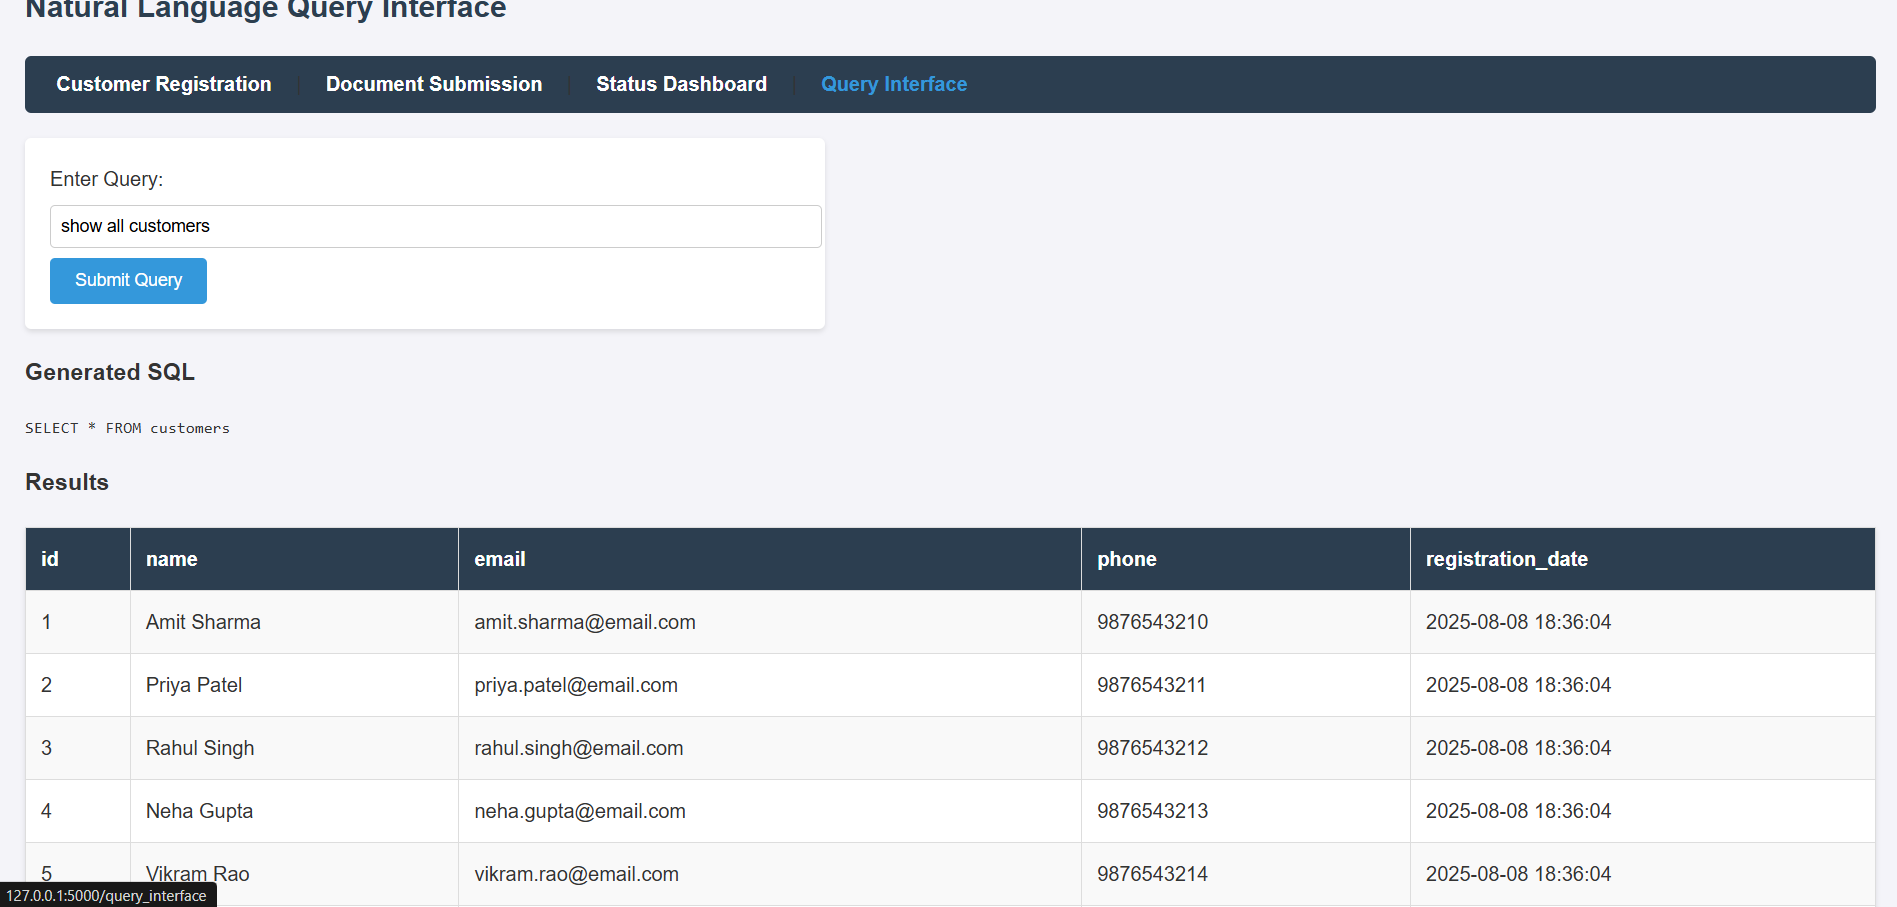 Natural Language Query Interface
Customer Registration | Document Submission | Status Dashboard | Query Interface
Enter Query:
show all customers
Submit Query
Generated SQL
SELECT * FROM customers
Results
id name email phone registration_date
1 Amit Sharma amit.sharma@email.com 9876543210 2025-08-08 18:36:04
2 Priya Patel priya.patel@email.com 9876543211 2025-08-08 18:36:04
3 Rahul Singh rahul.singh@email.com 9876543212 2025-08-08 18:36:04
4 Neha Gupta neha.gupta@email.com 9876543213 2025-08-08 18:36:04
5 Vikram Rao vikram.rao@email.com 9876543214 2025-08-08 18:36:04
127.0.0.1:5000/query_interface